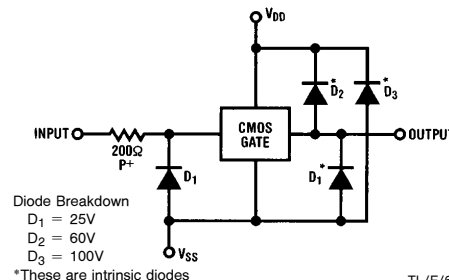 VDD
*
D2
*
D3
INPUT
200Ω
P+
CMOS
GATE
OUTPUT
D1
D1*
Diode Breakdown
D1 = 25V
D2 = 60V
D3 = 100V
VSS
*These are intrinsic diodes